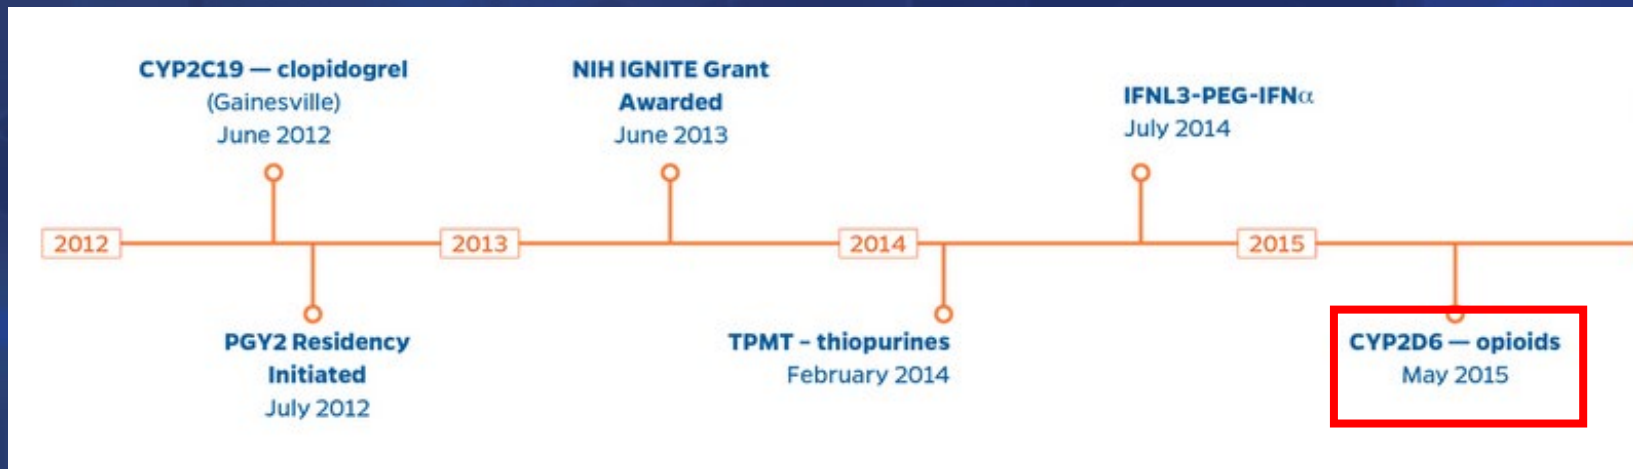 CYP2C19 — clopidogrel
(Gainesville)
June 2012
NIH IGNITE Grant
Awarded
June 2013
IFNL3-PEG-IFNα
July 2014
2012
2013
2014
2015
PGY2 Residency
Initiated
July 2012
TPMT – thiopurines
February 2014
CYP2D6 — opioids
May 2015